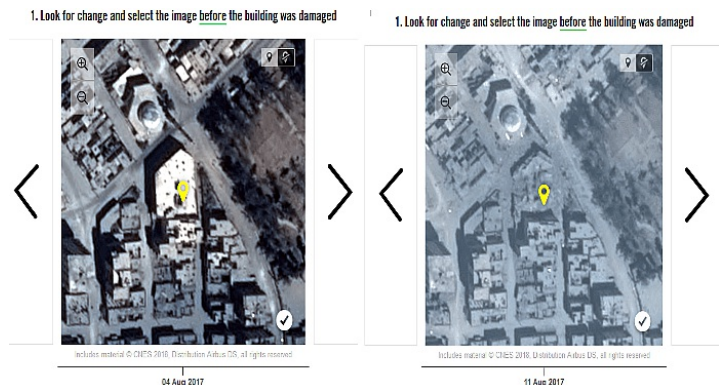 1. Look for change and select the image before the building was damaged
Includes material © CNES 2018, Distribution Airbus DS, all rights reserved
04 Aug 2017
1. Look for change and select the image before the building was damaged
Includes material © CNES 2018, Distribution Airbus DS, all rights reserved
11 Aug 2017